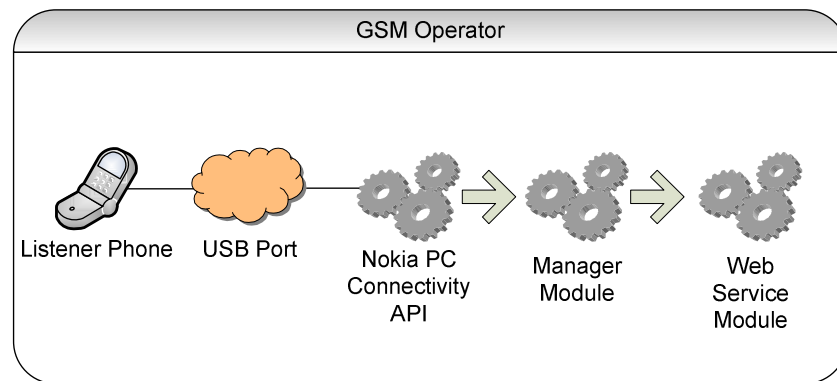 GSM Operator
Listener Phone
USB Port
Nokia PC
Connectivity
API
Manager
Module
Web
Service
Module